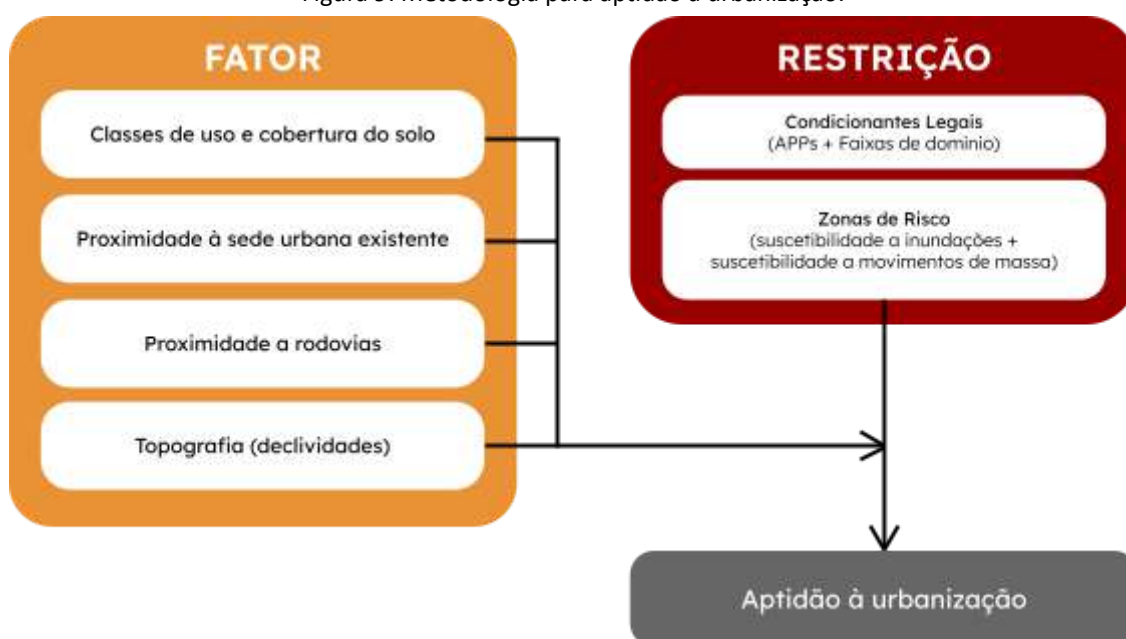 FATOR
Classes de uso e cobertura do solo
Proximidade à sede urbana existente
Proximidade a rodovias
Topografia (declividades)
RESTRIÇÃO
Condicionantes Legais
(APPs + Faixas de domínio)
Zonas de Risco
(suscetibilidade a inundações +
suscetibilidade a movimentos de massa)
Aptidão à urbanização